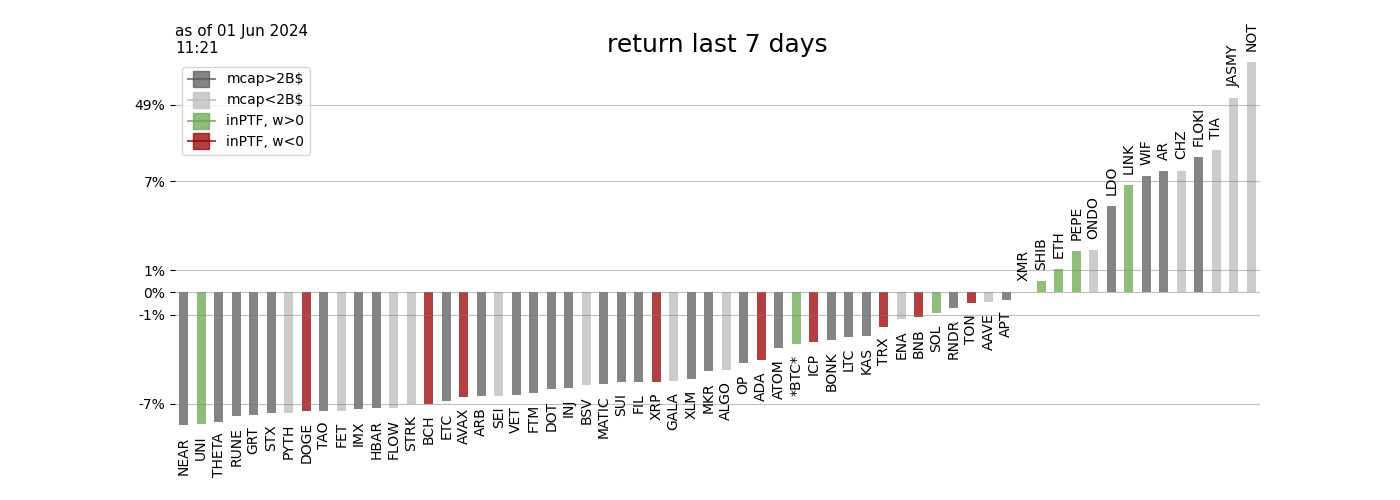 as of 01 Jun 2024
11:21
return last 7 days
mcap>2B$
mcap<2B$
inPTF, w>0
inPTF, w<0
49%
7%
1%
0%
-1%
-7%
NEAR
UNI
THETA
RUNE
GRT
STX
PYTH
DOGE
TAO
FET
IMX
HBAR
FLOW
STRK
BCH
ETC
AVAX
ARB
SEI
VET
FTM
DOT
INJ
BSV
MATIC
SUI
FIL
XRP
GALA
XLM
MKR
ALGO
OP
ADA
ATOM
*BTC*
ICP
BONK
LTC
KAS
TRX
ENA
BNB
SOL
RNDR
TON
AAVE
APT
XMR
SHIB
ETH
PEPE
ONDO
LDO
LINK
WIF
AR
CHZ
FLOKI
TIA
JASMY
NOT